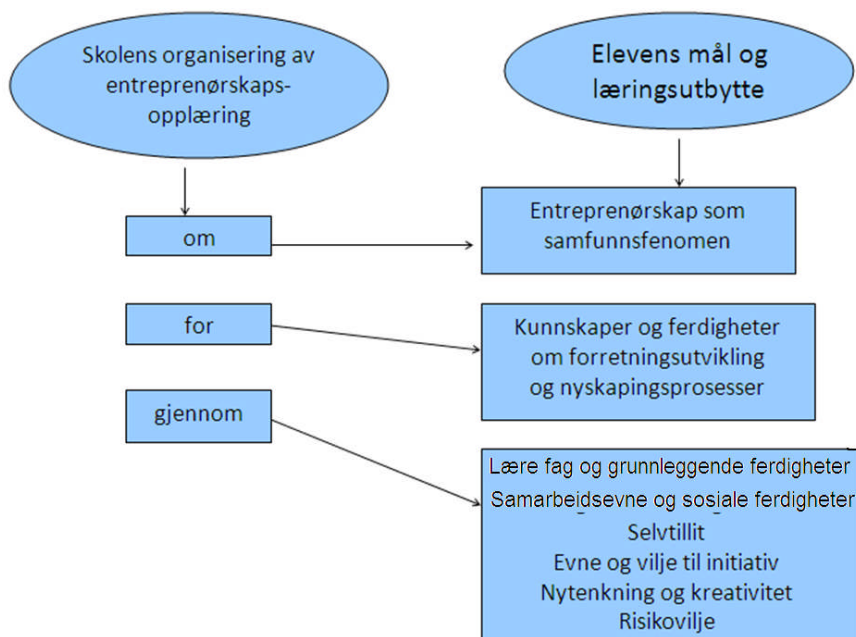 Skolens organisering av
entreprenørskaps-
opplæring
Elevens mål og
læringsutbytte
om
Entreprenørskap som
samfunnsfenomen
for
Kunnskaper og ferdigheter
om forretningsutvikling
og nyskapingsprosesser
gjennom
Lære fag og grunnleggende ferdigheter
Samarbeidsevne og sosiale ferdigheter
Selvtillit
Evne og vilje til initiativ
Nytenkning og kreativitet
Risikovilje